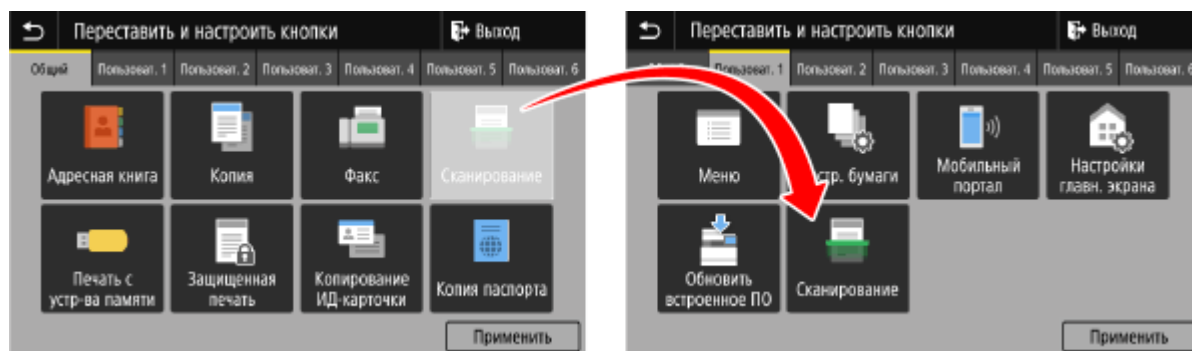 Переставить и настроить кнопки
Выход
Общий
Пользоват. 1
Пользоват. 2
Пользоват. 3
Пользоват. 4
Пользоват. 5
Пользоват. 6
Адресная книга
Копия
Факс
Сканирование
Печать с
устр-ва памяти
Защищенная
печать
Копирование
ИД-карточки
Копия паспорта
Применить
Переставить и настроить кнопки
Выход
Пользоват. 2
Пользоват. 3
Пользоват. 4
Пользоват. 5
Пользоват. 6
Меню
бумаги
Мобильный
портал
Настройки
главн. экрана
Обновить
встроенное ПО
Сканирование
Применить